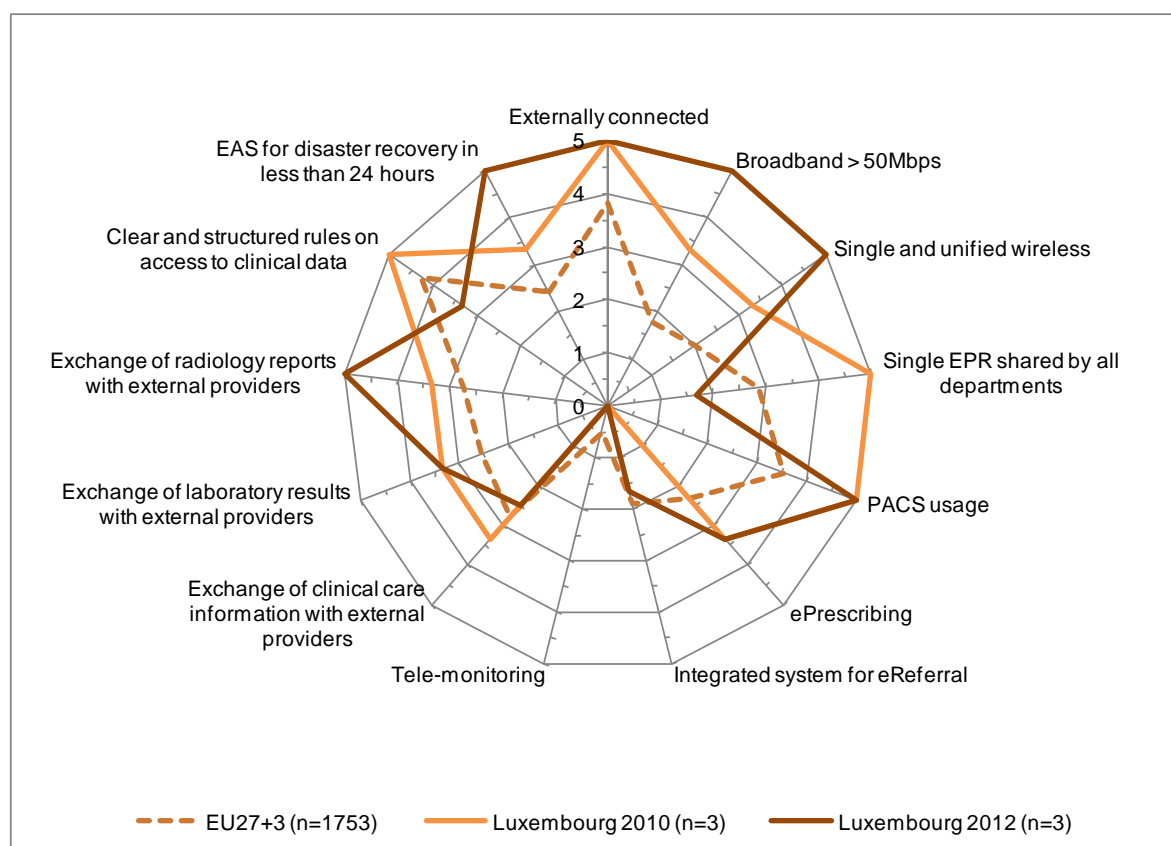 Externally connected
EAS for disaster recovery in
less than 24 hours
Broadband > 50Mbps
Clear and structured rules on
access to clinical data
Single and unified wireless
Exchange of radiology reports
with external providers
Single EPR shared by all
departments
Exchange of laboratory results
with external providers
PACS usage
Exchange of clinical care
information with external
providers
ePrescribing
Tele-monitoring
Integrated system for eReferral
5
4
3
2
1
0
EU27+3 (n=1753)
Luxembourg 2010 (n=3)
Luxembourg 2012 (n=3)